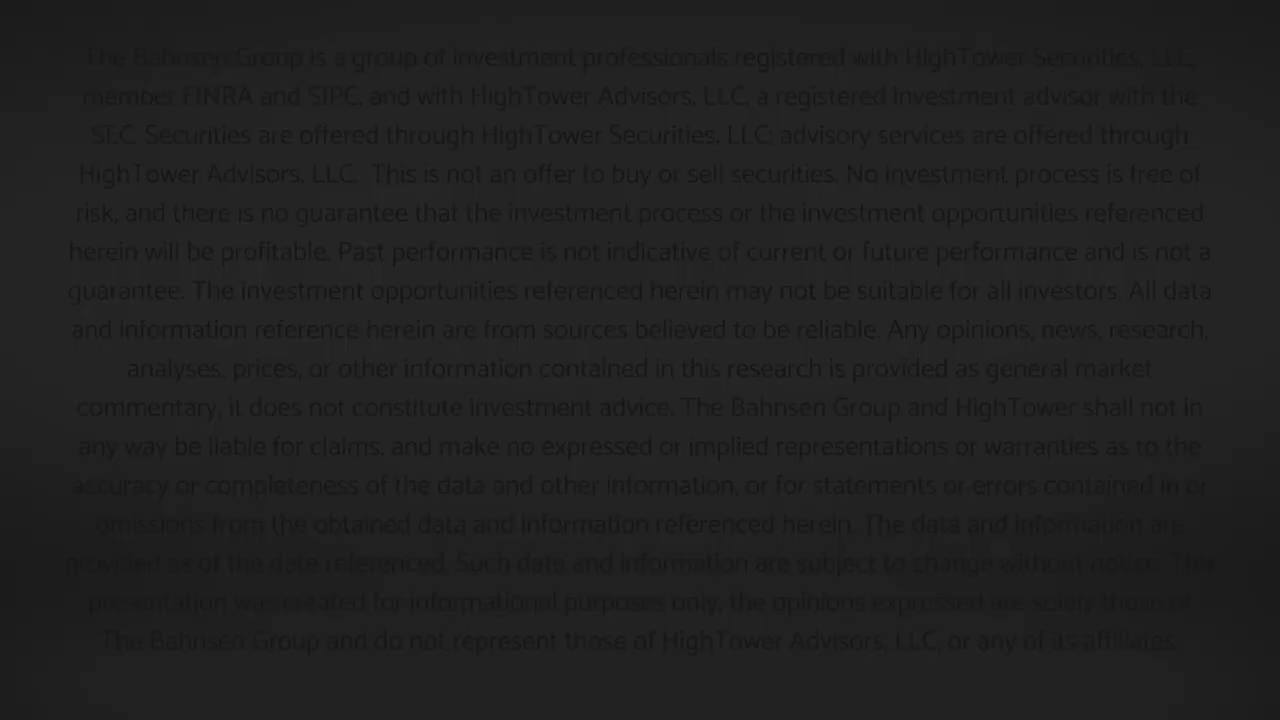 The Bahnsen Group is a group of investment professionals registered with HighTower Securities, LLC,
member FINRA and SIPC, and with HighTower Advisors, LLC, a registered investment advisor with the
SEC. Securities are offered through HighTower Securities, LLC; advisory services are offered through
HighTower Advisors, LLC. This is not an offer to buy or sell securities. No investment process is free of
risk, and there is no guarantee that the investment process or the investment opportunities referenced
herein will be profitable. Past performance is not indicative of current or future performance and is not a
guarantee. The investment opportunities referenced herein may not be suitable for all investors. All data
and information reference herein are from sources believed to be reliable. Any opinions, news, research,
analyses, prices, or other information contained in this research is provided as general market
commentary, it does not constitute investment advice. The Bahnsen Group and HighTower shall not in
any way be liable for claims, and make no expressed or implied representations or warranties as to the
accuracy or completeness of the data and other information, or for statements or errors contained in or
omissions from the obtained data and information referenced herein. The data and information are
provided as of the date referenced. Such data and information are subject to change without notice. This
presentation was created for informational purposes only, the opinions expressed are solely those of
The Bahnsen Group and do not represent those of HighTower Advisors, LLC, or any of its affiliates.